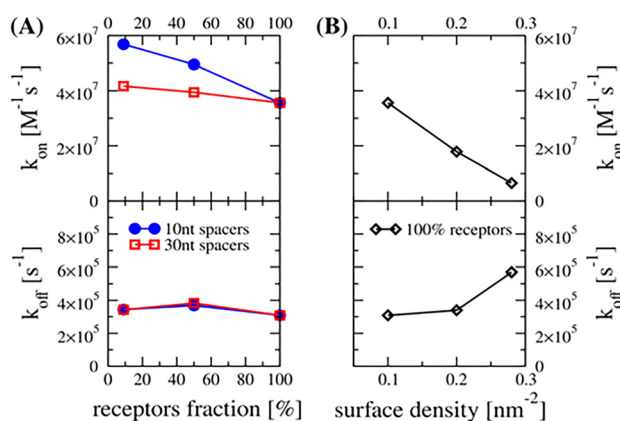 (A)
0 20 40 60 80 100
(B)
0.1 0.2 0.3
6×10⁷
4×10⁷
2×10⁷
0
k_on [M⁻¹ s⁻¹]
6×10⁷
4×10⁷
2×10⁷
0
k_on [M⁻¹ s⁻¹]
10nt spacers
30nt spacers
100% receptors
8×10⁵
6×10⁵
4×10⁵
2×10⁵
0
k_off [s⁻¹]
8×10⁵
6×10⁵
4×10⁵
2×10⁵
0
k_off [s⁻¹]
0 20 40 60 80 100
0.1 0.2 0.3
receptors fraction [%]
surface density [nm⁻²]